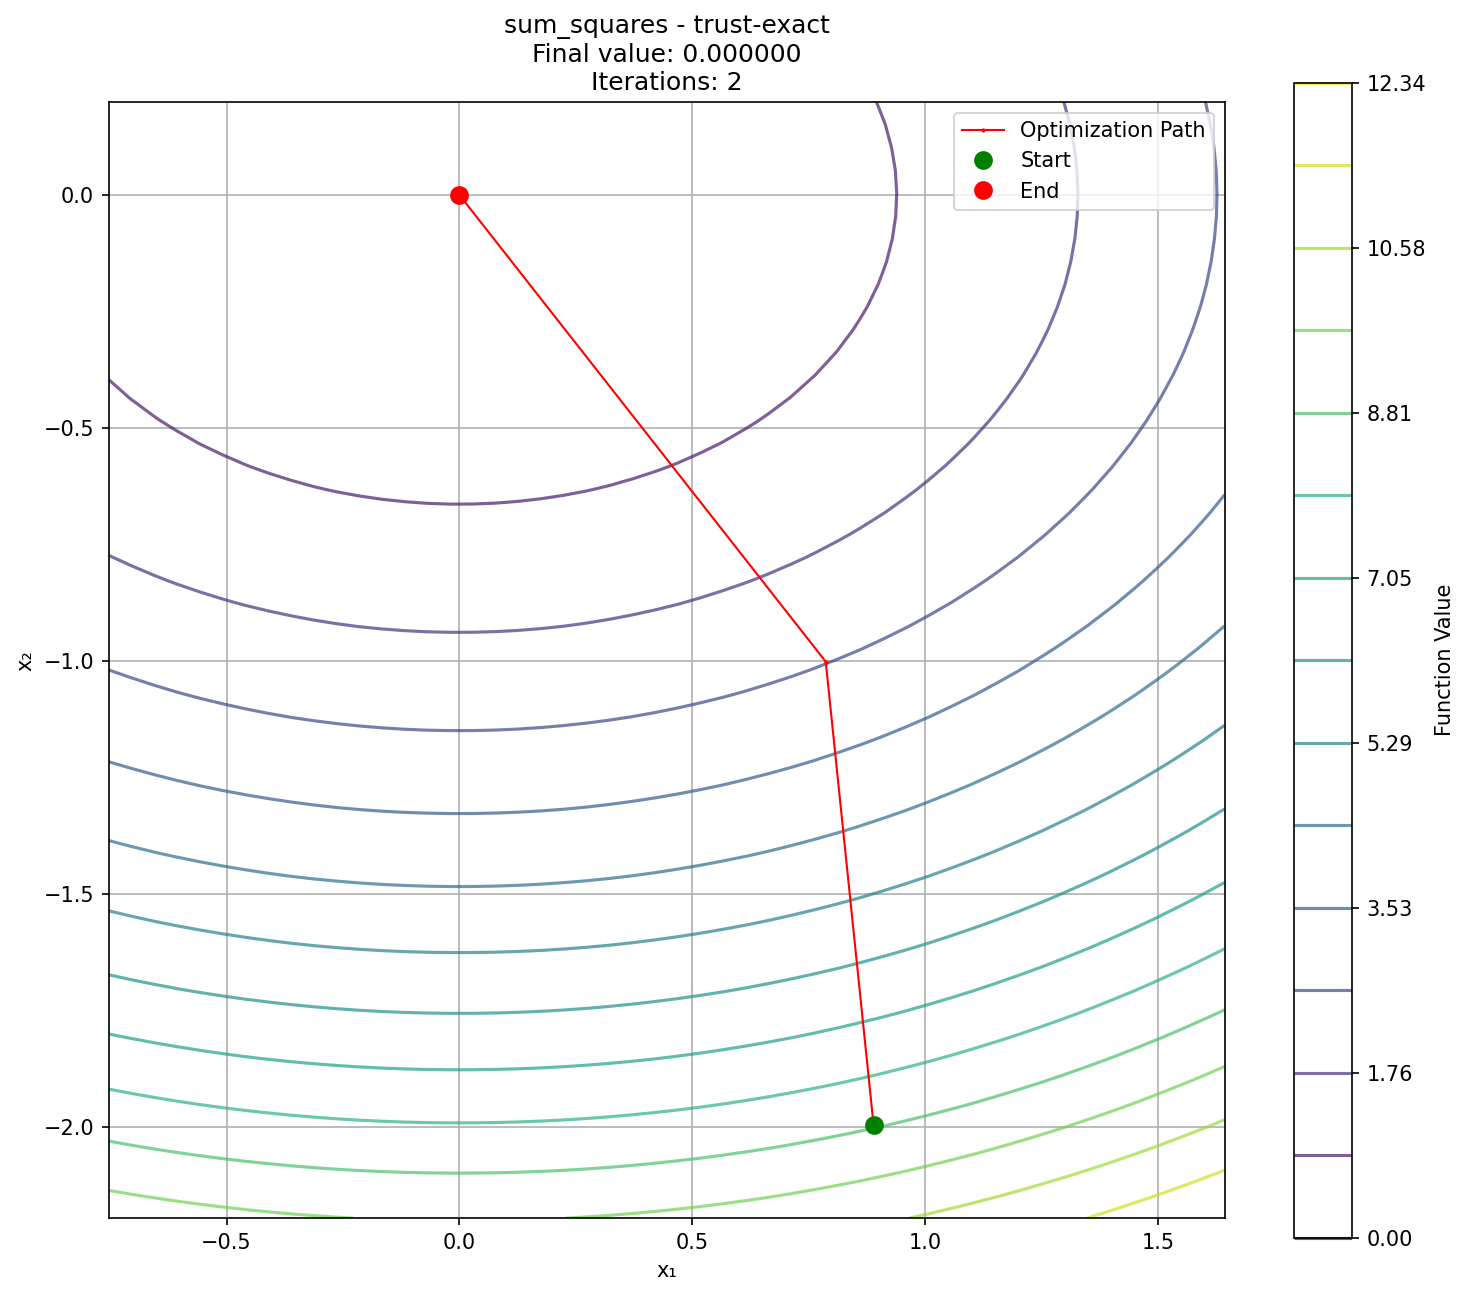 sum_squares - trust-exact
Final value: 0.000000
Iterations: 2
Optimization Path
Start
End
0.0
−0.5
−1.0
−1.5
−2.0
x₂
−0.5
0.0
0.5
1.0
1.5
x₁
12.34
10.58
8.81
7.05
5.29
3.53
1.76
0.00
Function Value